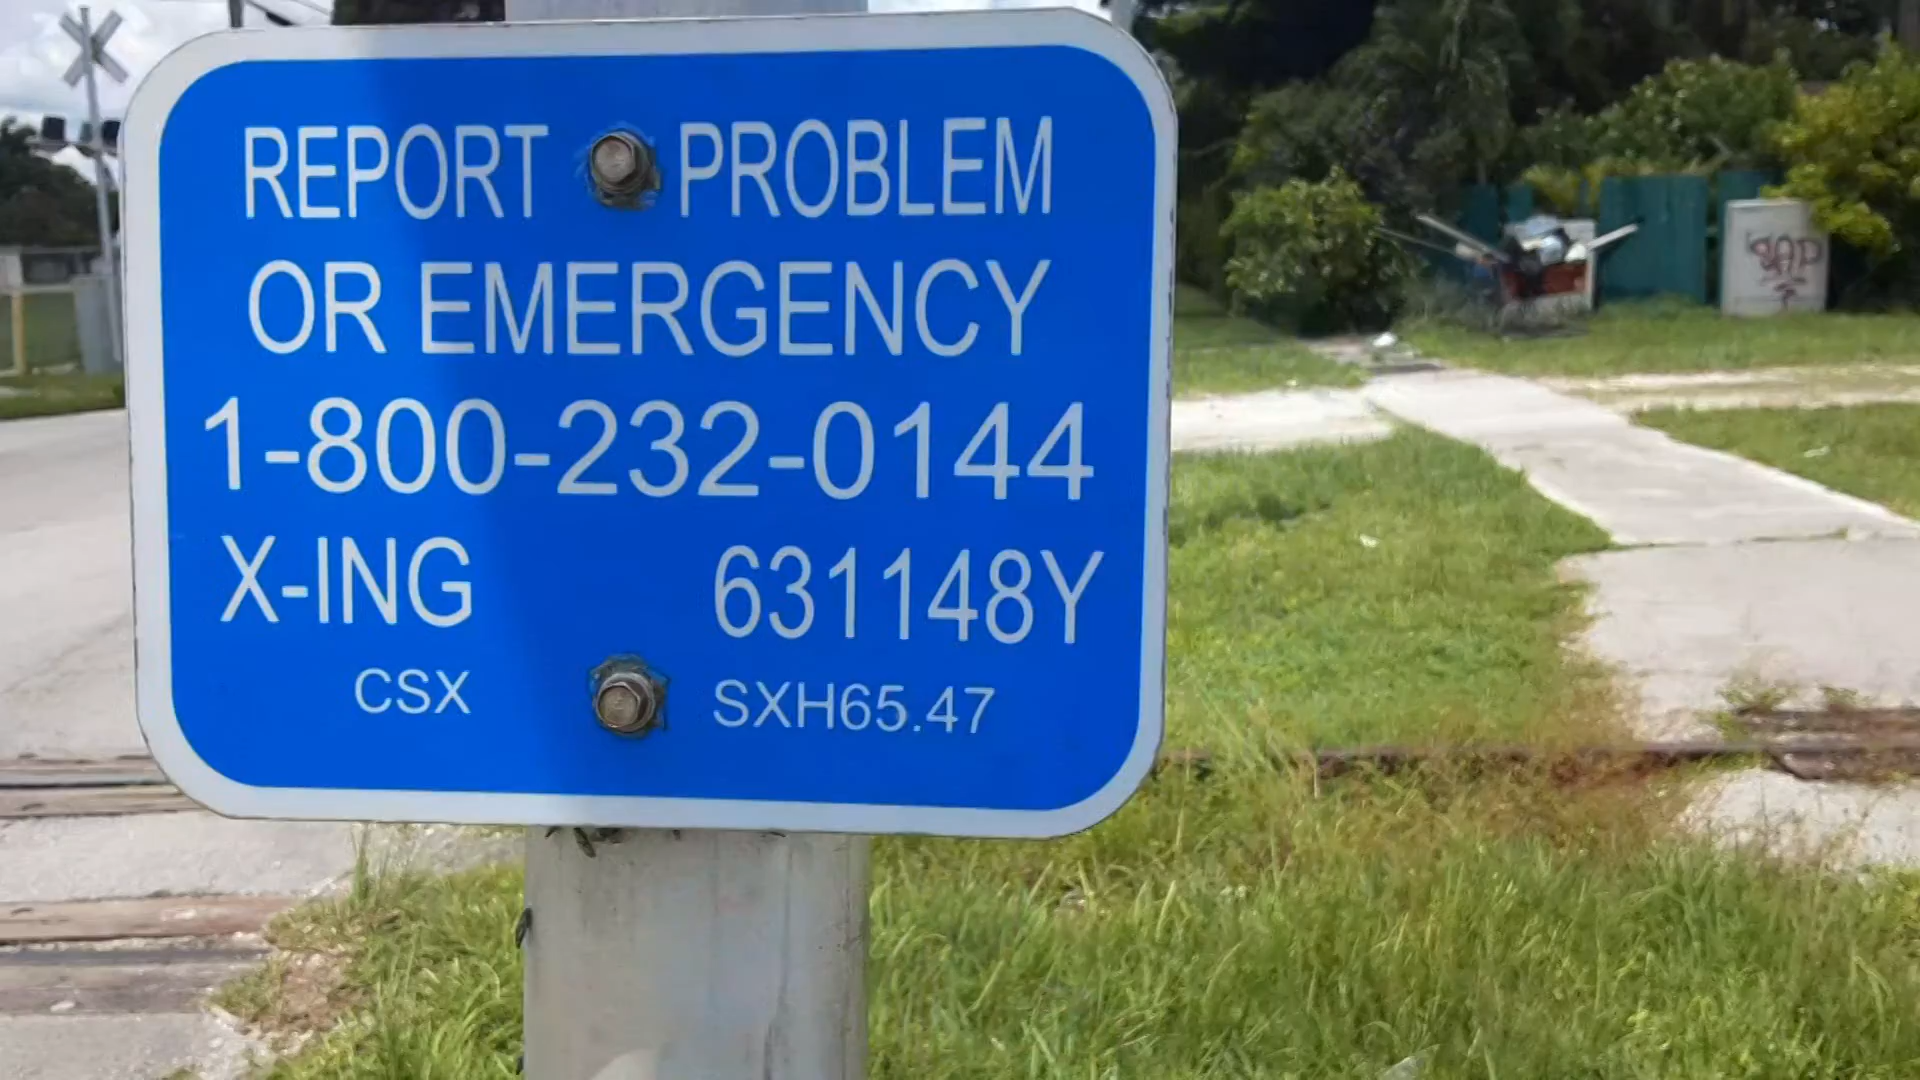 REPORT PROBLEM
OR EMERGENCY
1-800-232-0144
X-ING 631148Y
CSX SXH65.47